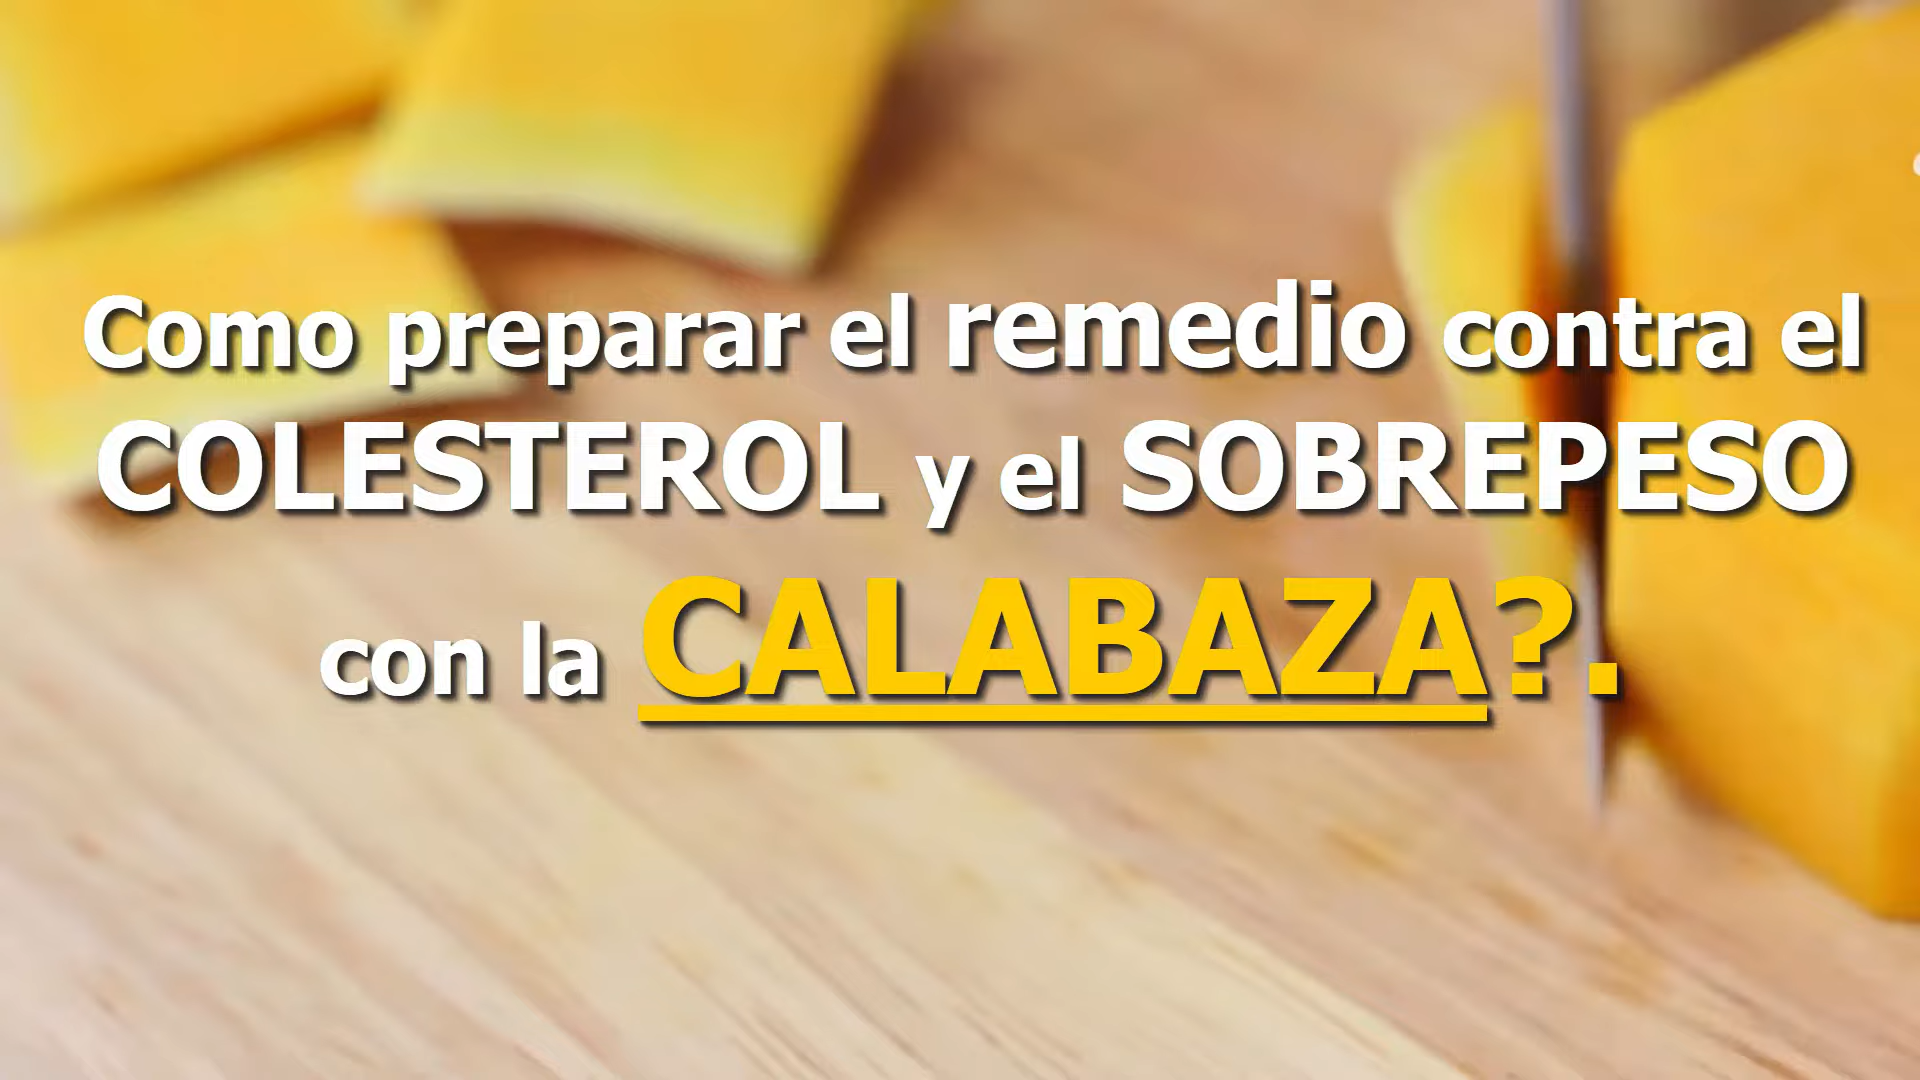 Como preparar el remedio contra el
COLESTEROL y el SOBREPESO
con la CALABAZA?.